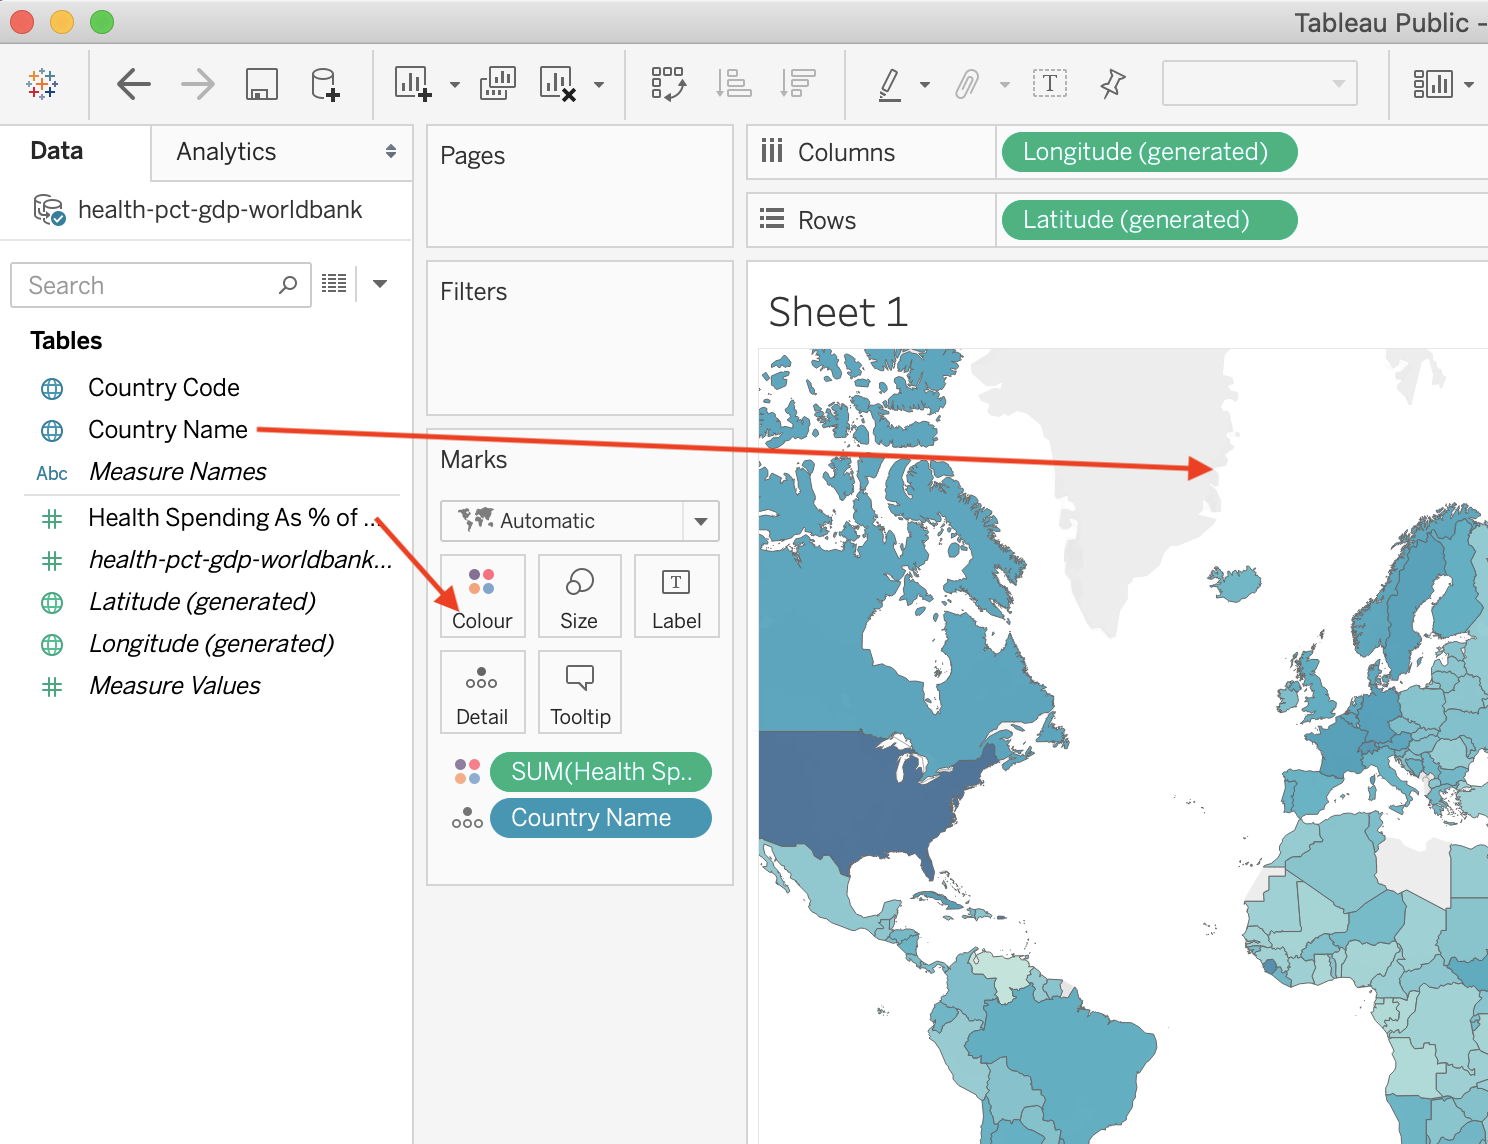 Tableau Public -
Data
Analytics
health-pct-gdp-worldbank
Search
Tables
Country Code
Country Name
Abc Measure Names
Health Spending As % of ...
health-pct-gdp-worldbank...
Latitude (generated)
Longitude (generated)
Measure Values
Pages
Filters
Marks
Automatic
Colour
Size
T
Label
Detail
Tooltip
SUM(Health Sp..
Country Name
T
Columns
Longitude (generated)
Rows
Latitude (generated)
Sheet 1